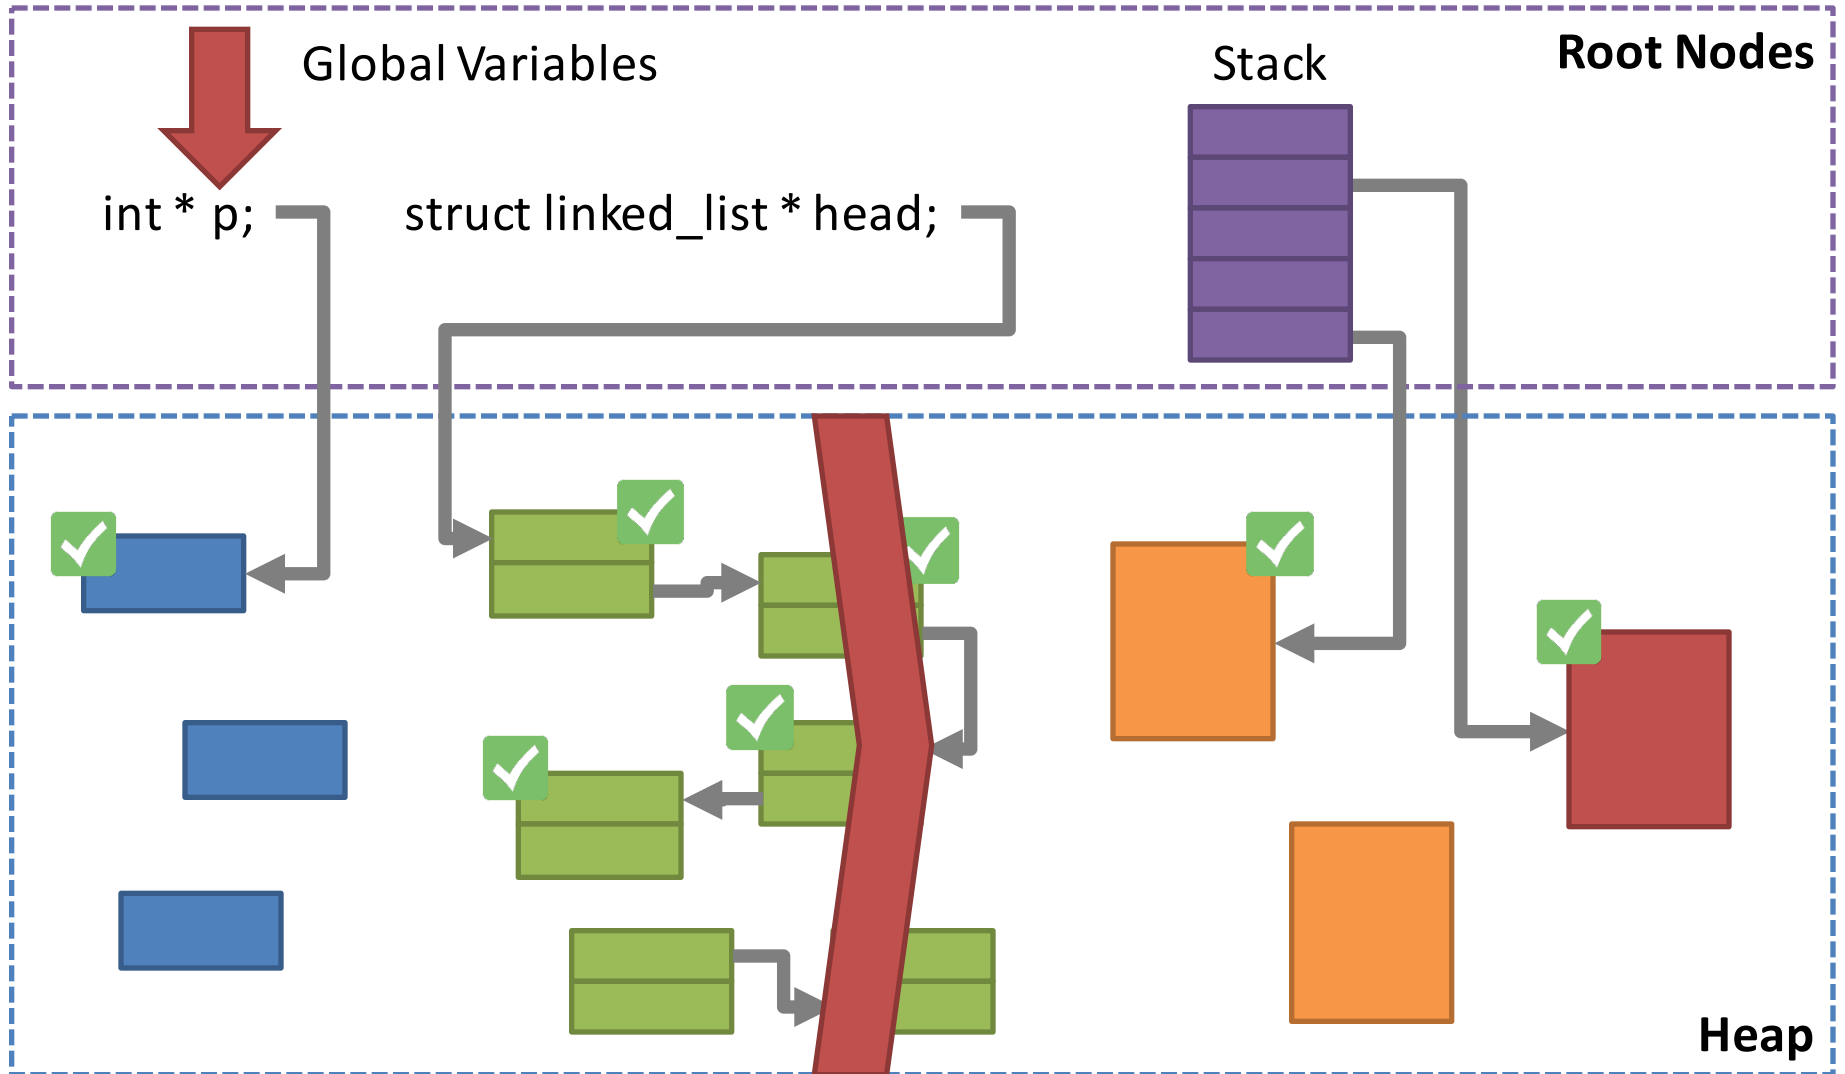 Global Variables
Stack
Root Nodes
int * p;
struct linked_list * head;
Heap